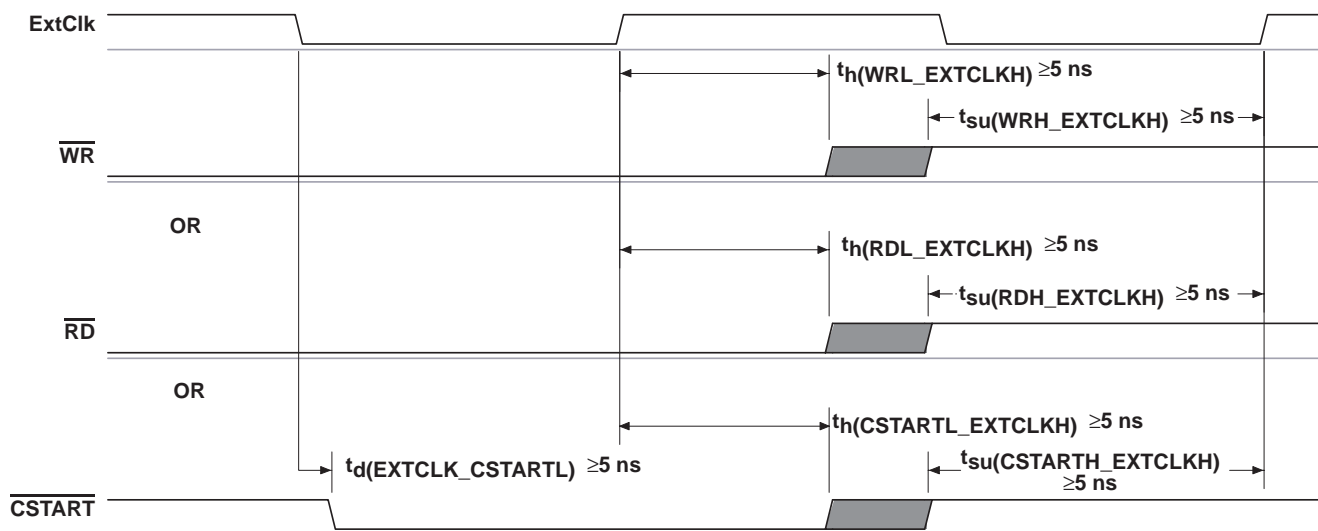 ExtClk
th(WRL_EXTCLKH) ≥5 ns
tsu(WRH_EXTCLKH) ≥5 ns
WR
OR
th(RDL_EXTCLKH) ≥5 ns
tsu(RDH_EXTCLKH) ≥5 ns
RD
OR
th(CSTARTL_EXTCLKH) ≥5 ns
td(EXTCLK_CSTARTL) ≥5 ns
tsu(CSTARTH_EXTCLKH)
≥5 ns
CSTART